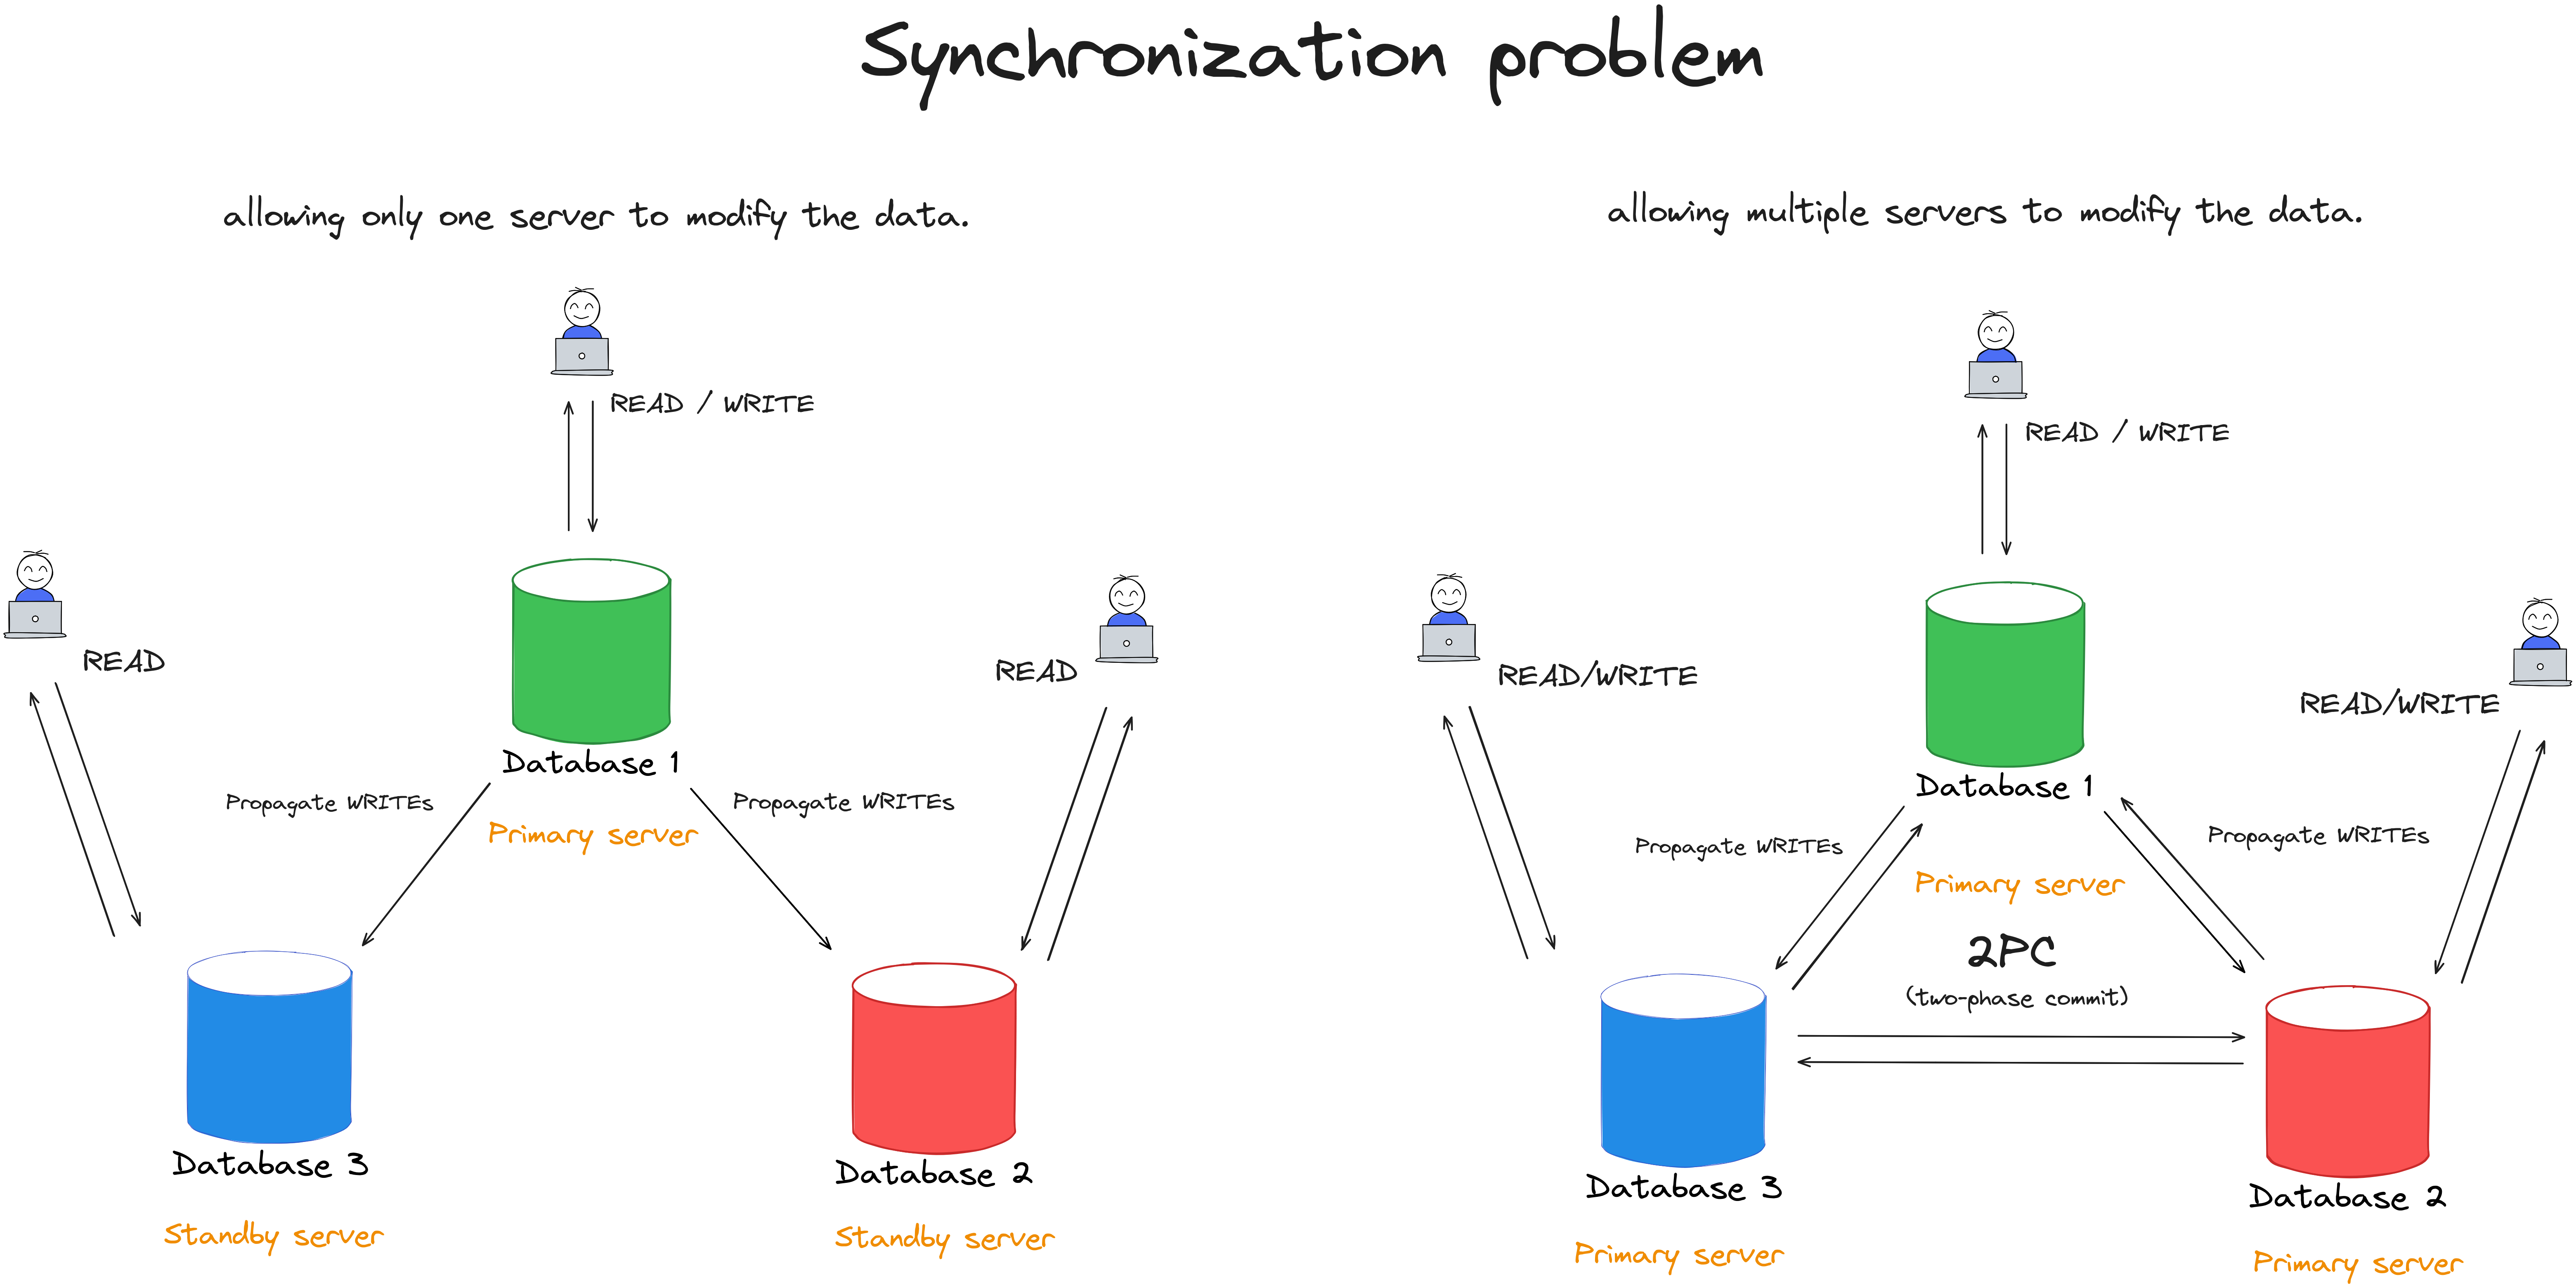 Synchronization problem
allowing only one server to modify the data.
READ / WRITE
READ
READ
Database 1
Propagate WRITEs
Propagate WRITEs
Primary server
Database 3
Database 2
Standby server
Standby server
allowing multiple servers to modify the data.
READ / WRITE
READ/WRITE
READ/WRITE
Database 1
Propagate WRITEs
Propagate WRITEs
Primary server
2PC
(two-phase commit)
Database 3
Database 2
Primary server
Primary server